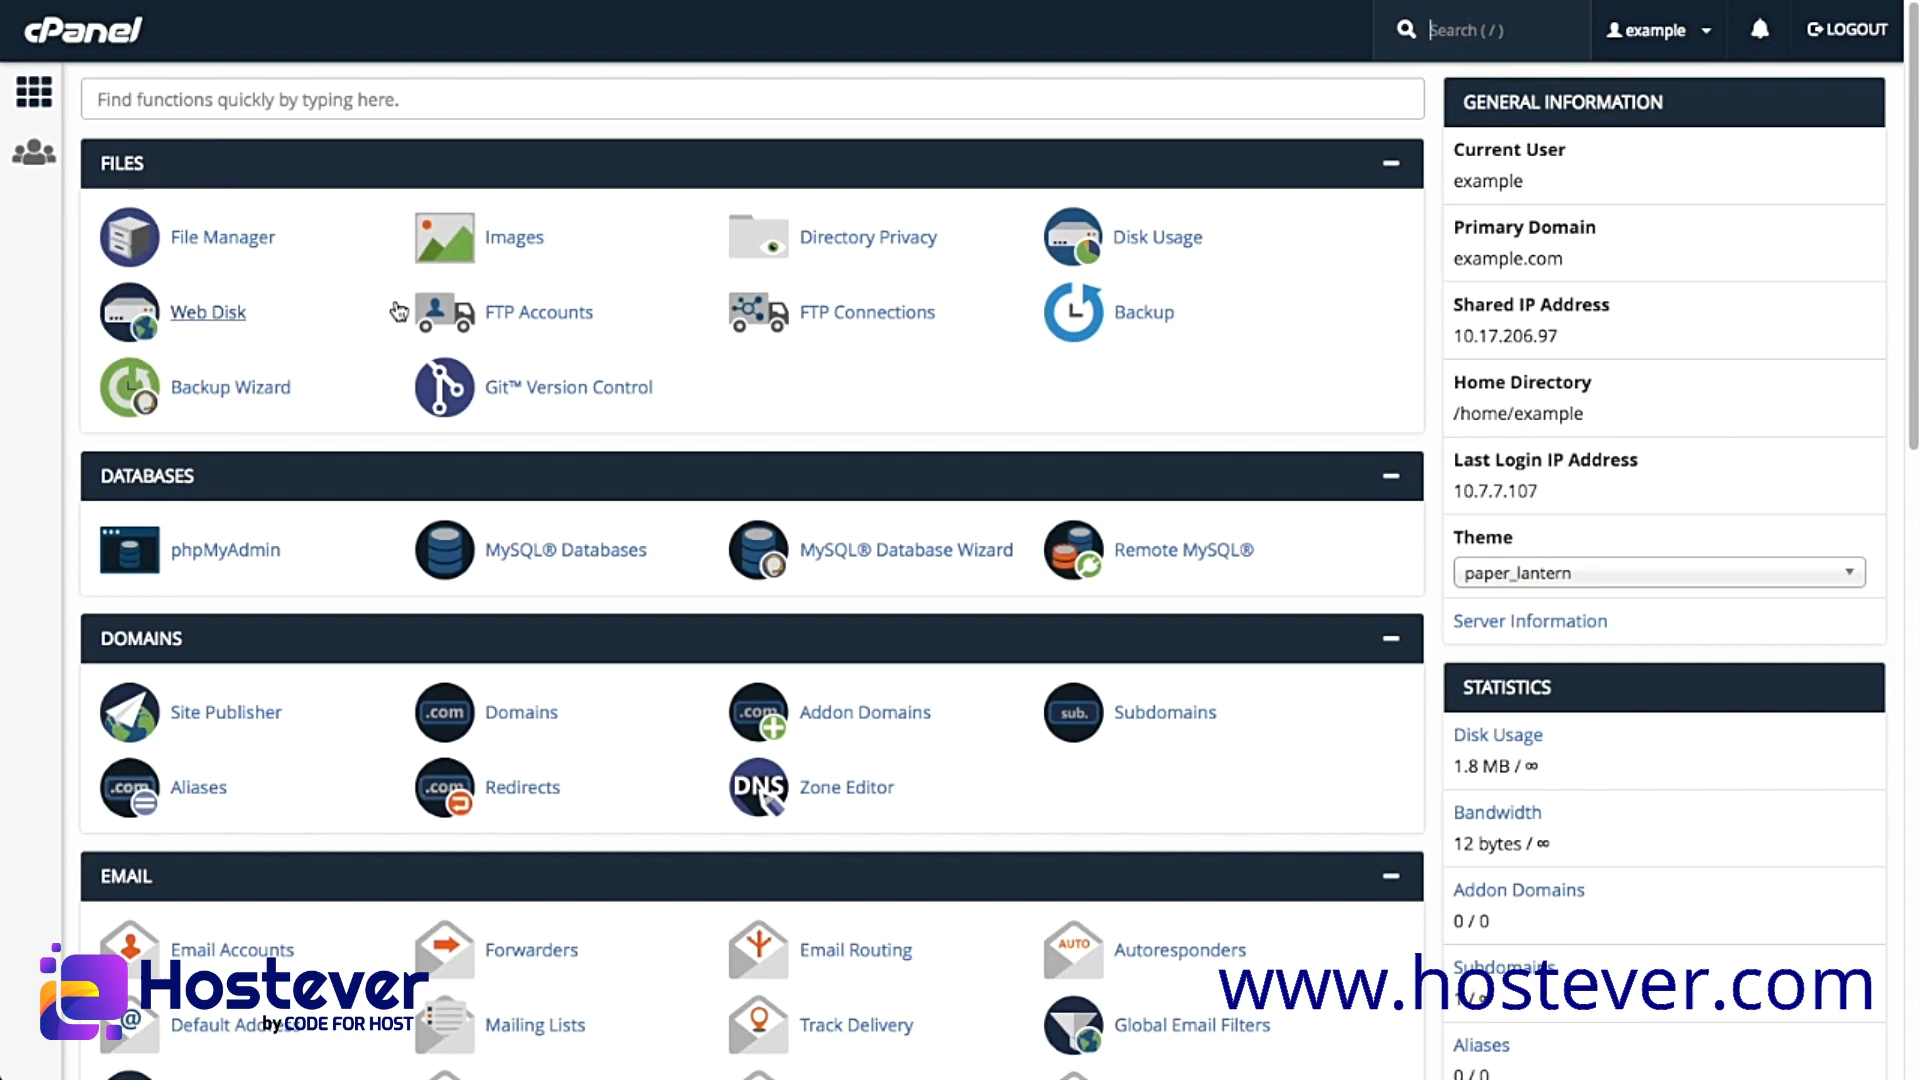 cPanel
Search ( / )
example
LOGOUT
Find functions quickly by typing here.
FILES
File Manager
Images
Directory Privacy
Disk Usage
Web Disk
FTP Accounts
FTP Connections
Backup
Backup Wizard
Git™ Version Control
DATABASES
phpMyAdmin
MySQL® Databases
MySQL® Database Wizard
Remote MySQL®
DOMAINS
Site Publisher
.com
Domains
.com
Addon Domains
sub.
Subdomains
.com
Aliases
.com
Redirects
DNS
Zone Editor
EMAIL
Email Accounts
Forwarders
Email Routing
AUTO
Autoresponders
@
Default
Mailing Lists
Track Delivery
Global Email Filters
GENERAL INFORMATION
Current User
example
Primary Domain
example.com
Shared IP Address
10.17.206.97
Home Directory
/home/example
Last Login IP Address
10.7.7.107
Theme
paper_lantern
Server Information
STATISTICS
Disk Usage
1.8 MB / ∞
Bandwidth
12 bytes / ∞
Addon Domains
0 / 0
Subdomains
Aliases
0 / 0
Hostever
by CODE FOR HOST
www.hostever.com